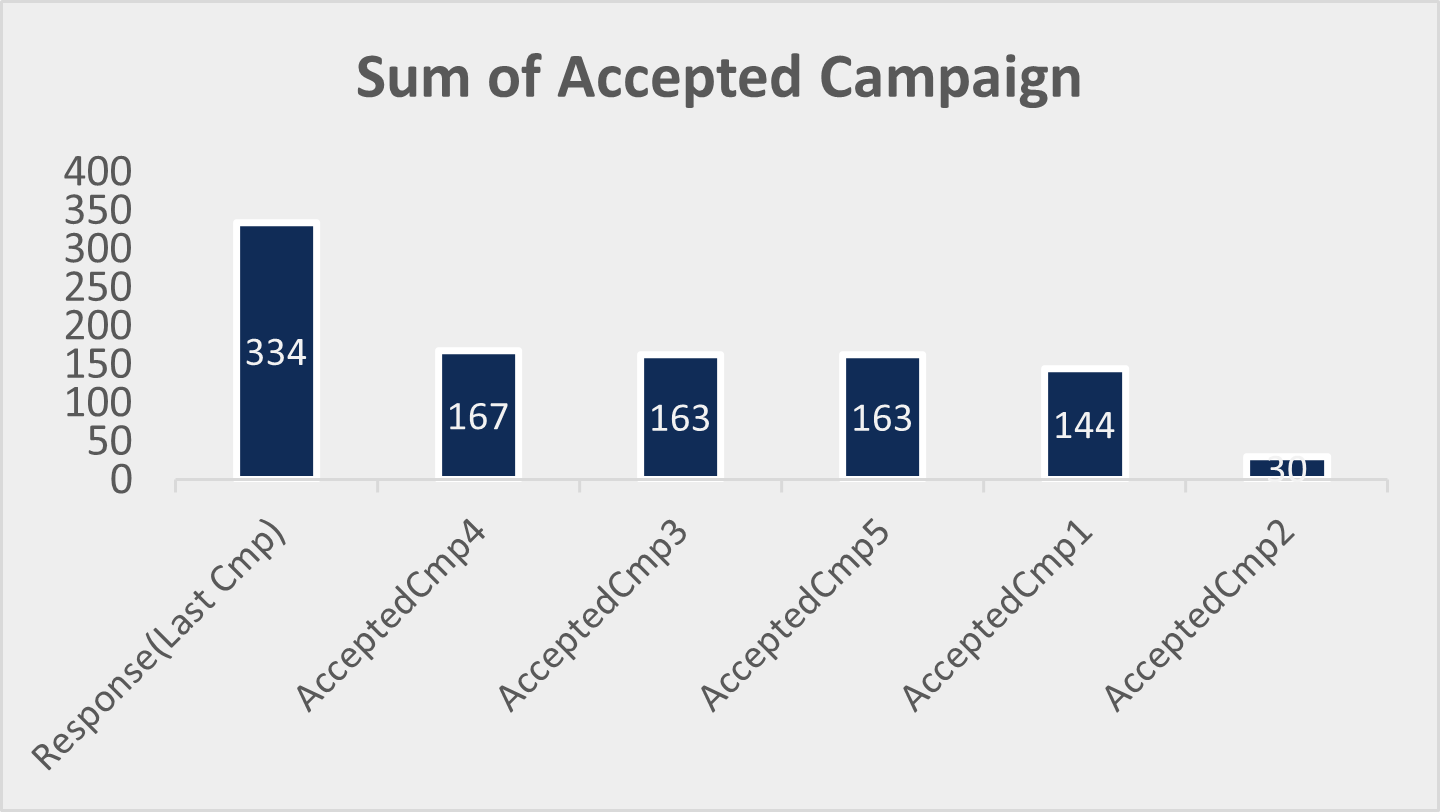 Sum of Accepted Campaign
400
350
300
250
200
150
100
50
0
334
167
163
163
144
30
Response(Last Cmp)
AcceptedCmp4
AcceptedCmp3
AcceptedCmp5
AcceptedCmp1
AcceptedCmp2